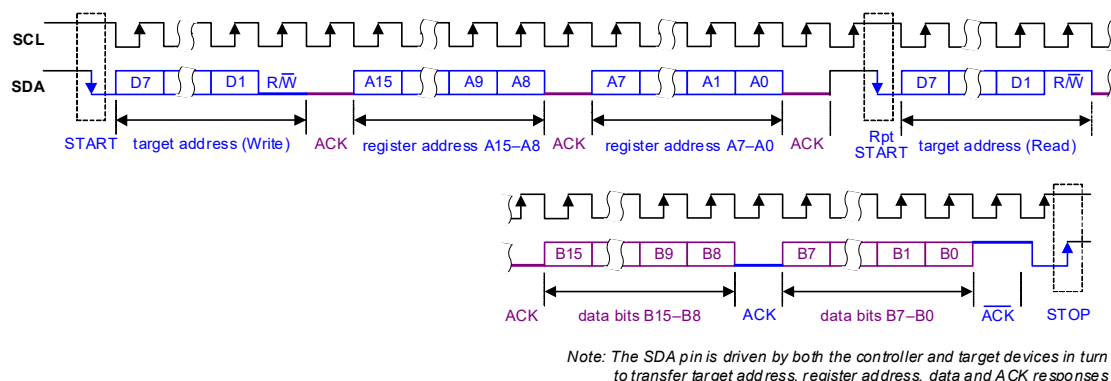 SCL
SDA D7 D1 R/W̅ A15 A9 A8 A7 A1 A0 D7 D1 R/W̅
START target address (Write) ACK register address A15–A8 ACK register address A7–A0 ACK Rpt START target address (Read)
B15 B9 B8 B7 B1 B0
ACK data bits B15–B8 ACK data bits B7–B0 A̅C̅K̅ STOP
Note: The SDA pin is driven by both the controller and target devices in turn
to transfer target address, register address, data and ACK responses